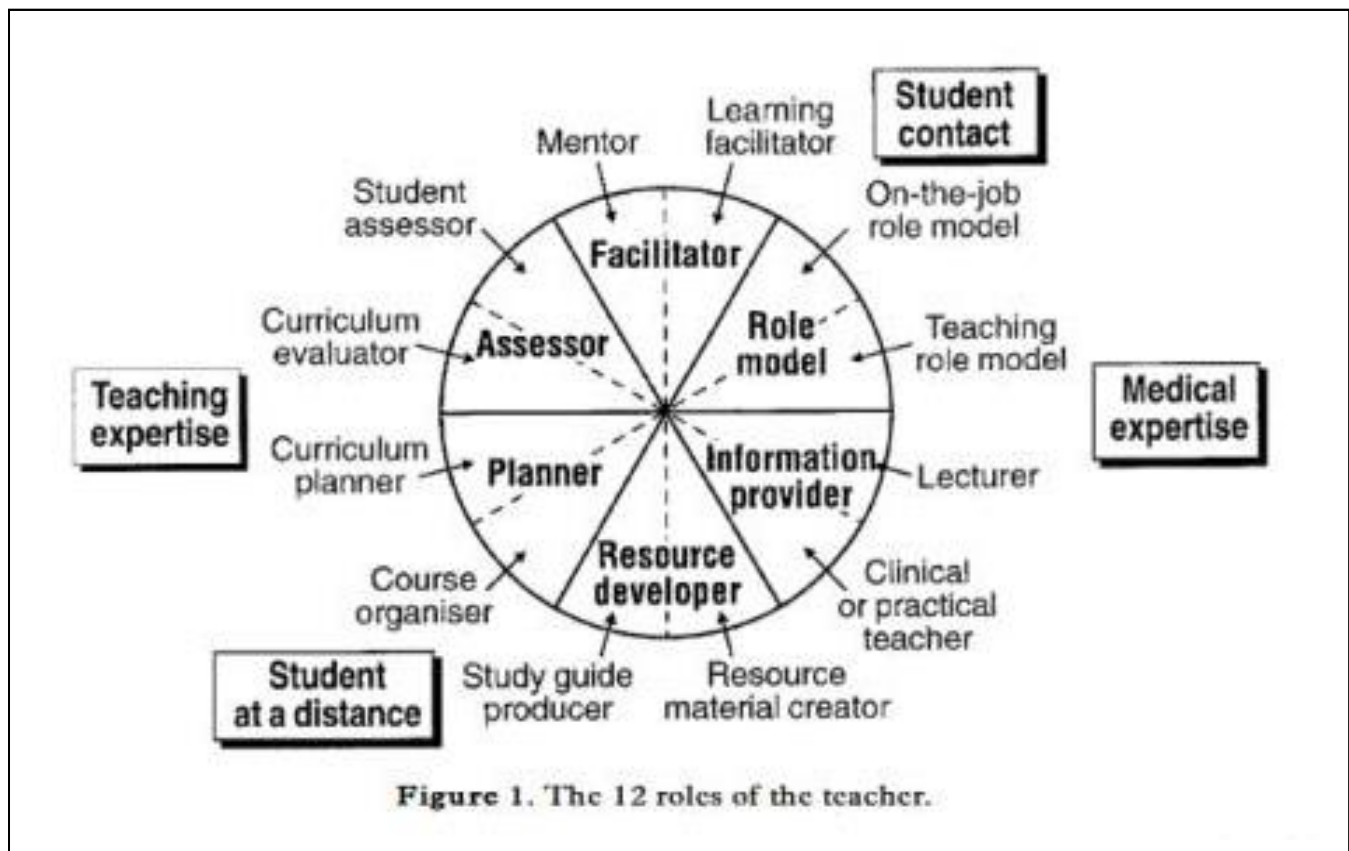 Student
contact
Learning
facilitator
Mentor
On-the-job
role model
Student
assessor
Facilitator
Role
model
Teaching
role model
Curriculum
evaluator
Assessor
Teaching
expertise
Medical
expertise
Curriculum
planner
Planner
Information
provider
Lecturer
Resource
developer
Course
organiser
Clinical
or practical
teacher
Student
at a distance
Study guide
producer
Resource
material creator
Figure 1. The 12 roles of the teacher.